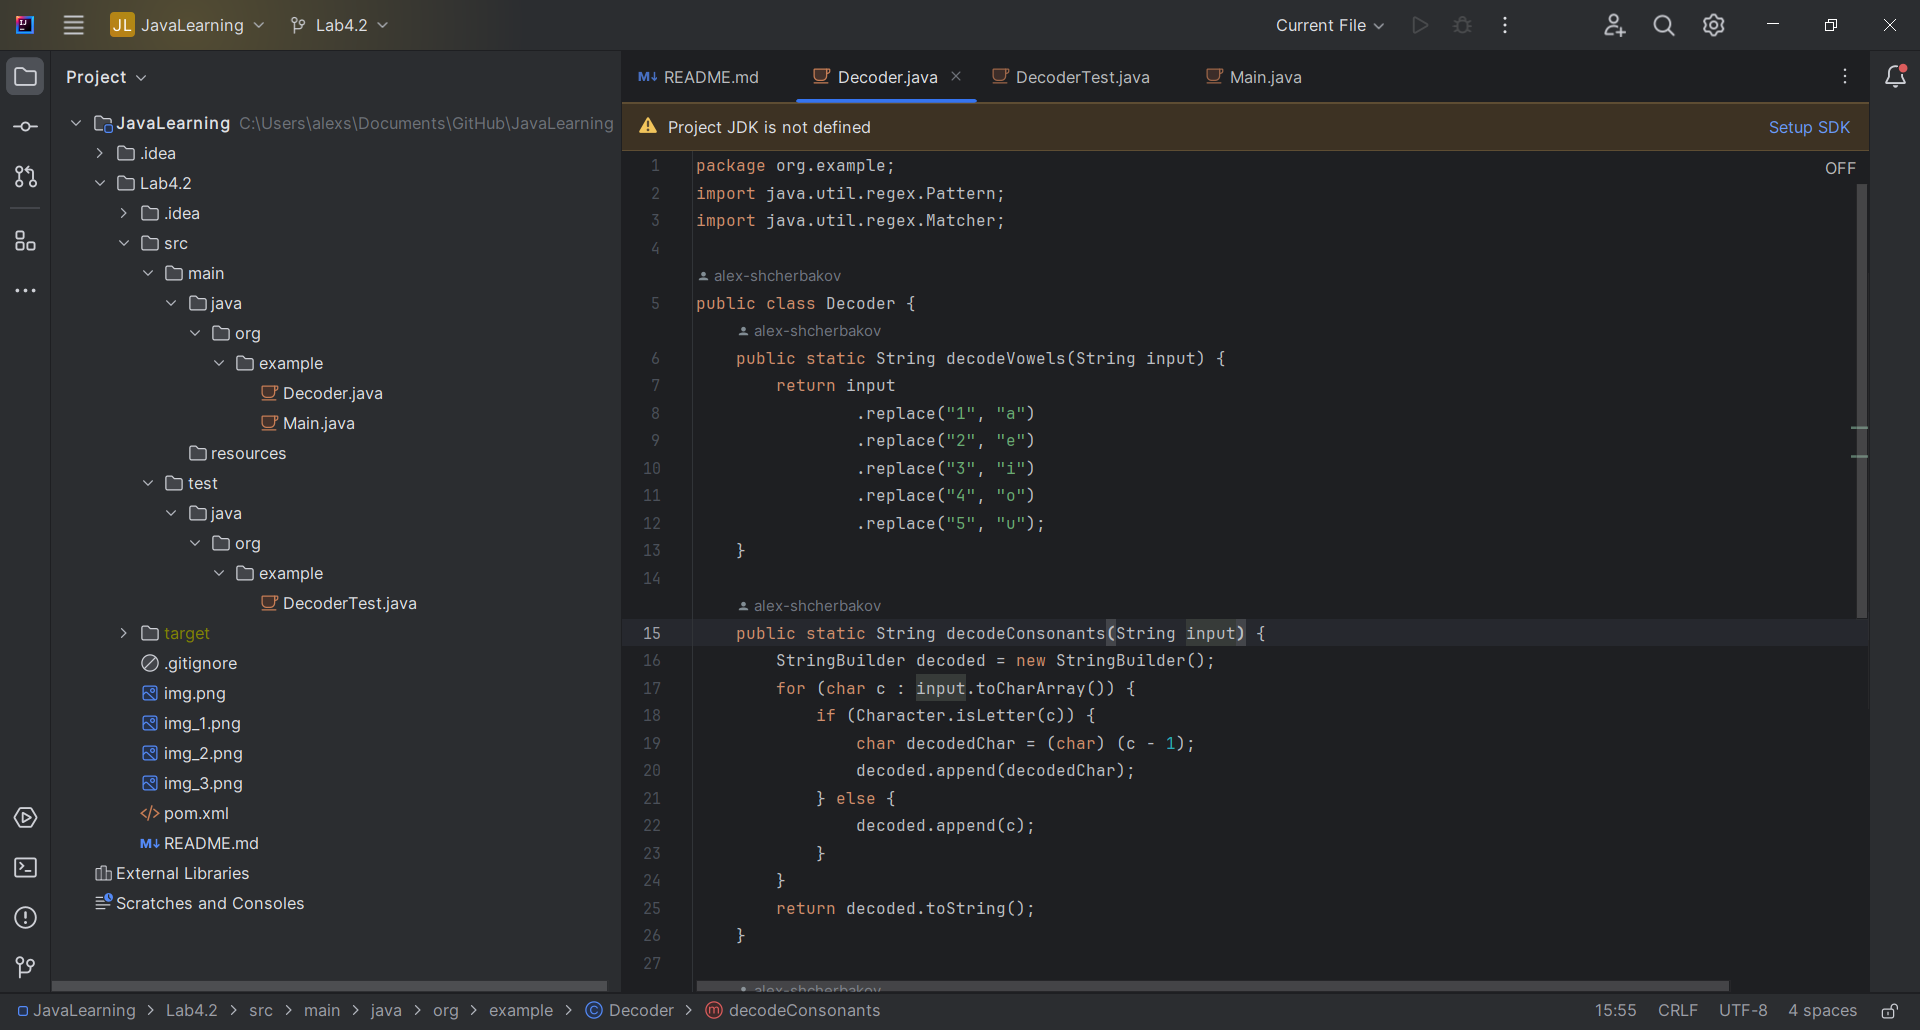 JL JavaLearning Lab4.2 Current File
Project
README.md Decoder.java DecoderTest.java Main.java
Project JDK is not defined Setup SDK
OFF
JavaLearning C:\Users\alexs\Documents\GitHub\JavaLearning
.idea
Lab4.2
.idea
src
main
java
org
example
Decoder.java
Main.java
resources
test
java
org
example
DecoderTest.java
target
.gitignore
img.png
img_1.png
img_2.png
img_3.png
pom.xml
README.md
External Libraries
Scratches and Consoles
1 package org.example;
2 import java.util.regex.Pattern;
3 import java.util.regex.Matcher;
4
alex-shcherbakov
5 public class Decoder {
alex-shcherbakov
6 public static String decodeVowels(String input) {
7 return input
8 .replace("1", "a")
9 .replace("2", "e")
10 .replace("3", "i")
11 .replace("4", "o")
12 .replace("5", "u");
13 }
14
alex-shcherbakov
15 public static String decodeConsonants(String input) {
16 StringBuilder decoded = new StringBuilder();
17 for (char c : input.toCharArray()) {
18 if (Character.isLetter(c)) {
19 char decodedChar = (char) (c - 1);
20 decoded.append(decodedChar);
21 } else {
22 decoded.append(c);
23 }
24 }
25 return decoded.toString();
26 }
27
alex-shcherbakov
JavaLearning > Lab4.2 > src > main > java > org > example > Decoder > decodeConsonants 15:55 CRLF UTF-8 4 spaces